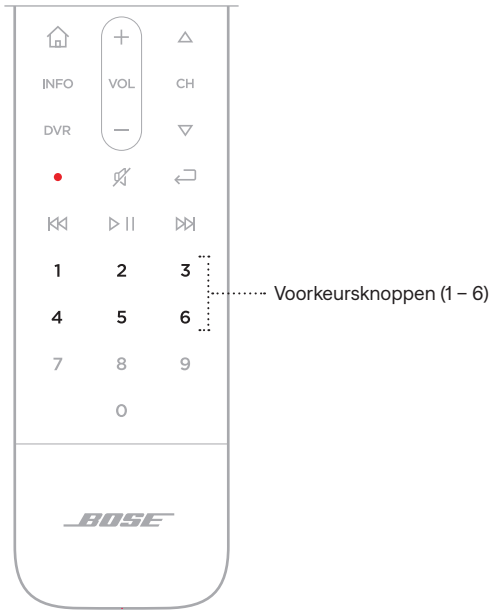 INFO VOL CH
DVR
1 2 3
Voorkeursknoppen (1 – 6)
4 5 6
7 8 9
0
BOSE